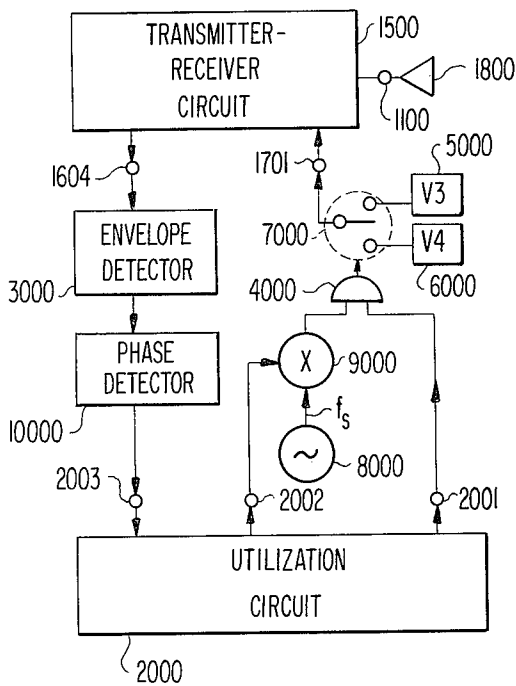 1500
TRANSMITTER-
RECEIVER
CIRCUIT
1800
1100
1604
1701
5000
V3
7000
V4
6000
ENVELOPE
DETECTOR
3000
4000
PHASE
DETECTOR
10000
X
9000
fs
~
8000
2003
2002
2001
UTILIZATION
CIRCUIT
2000